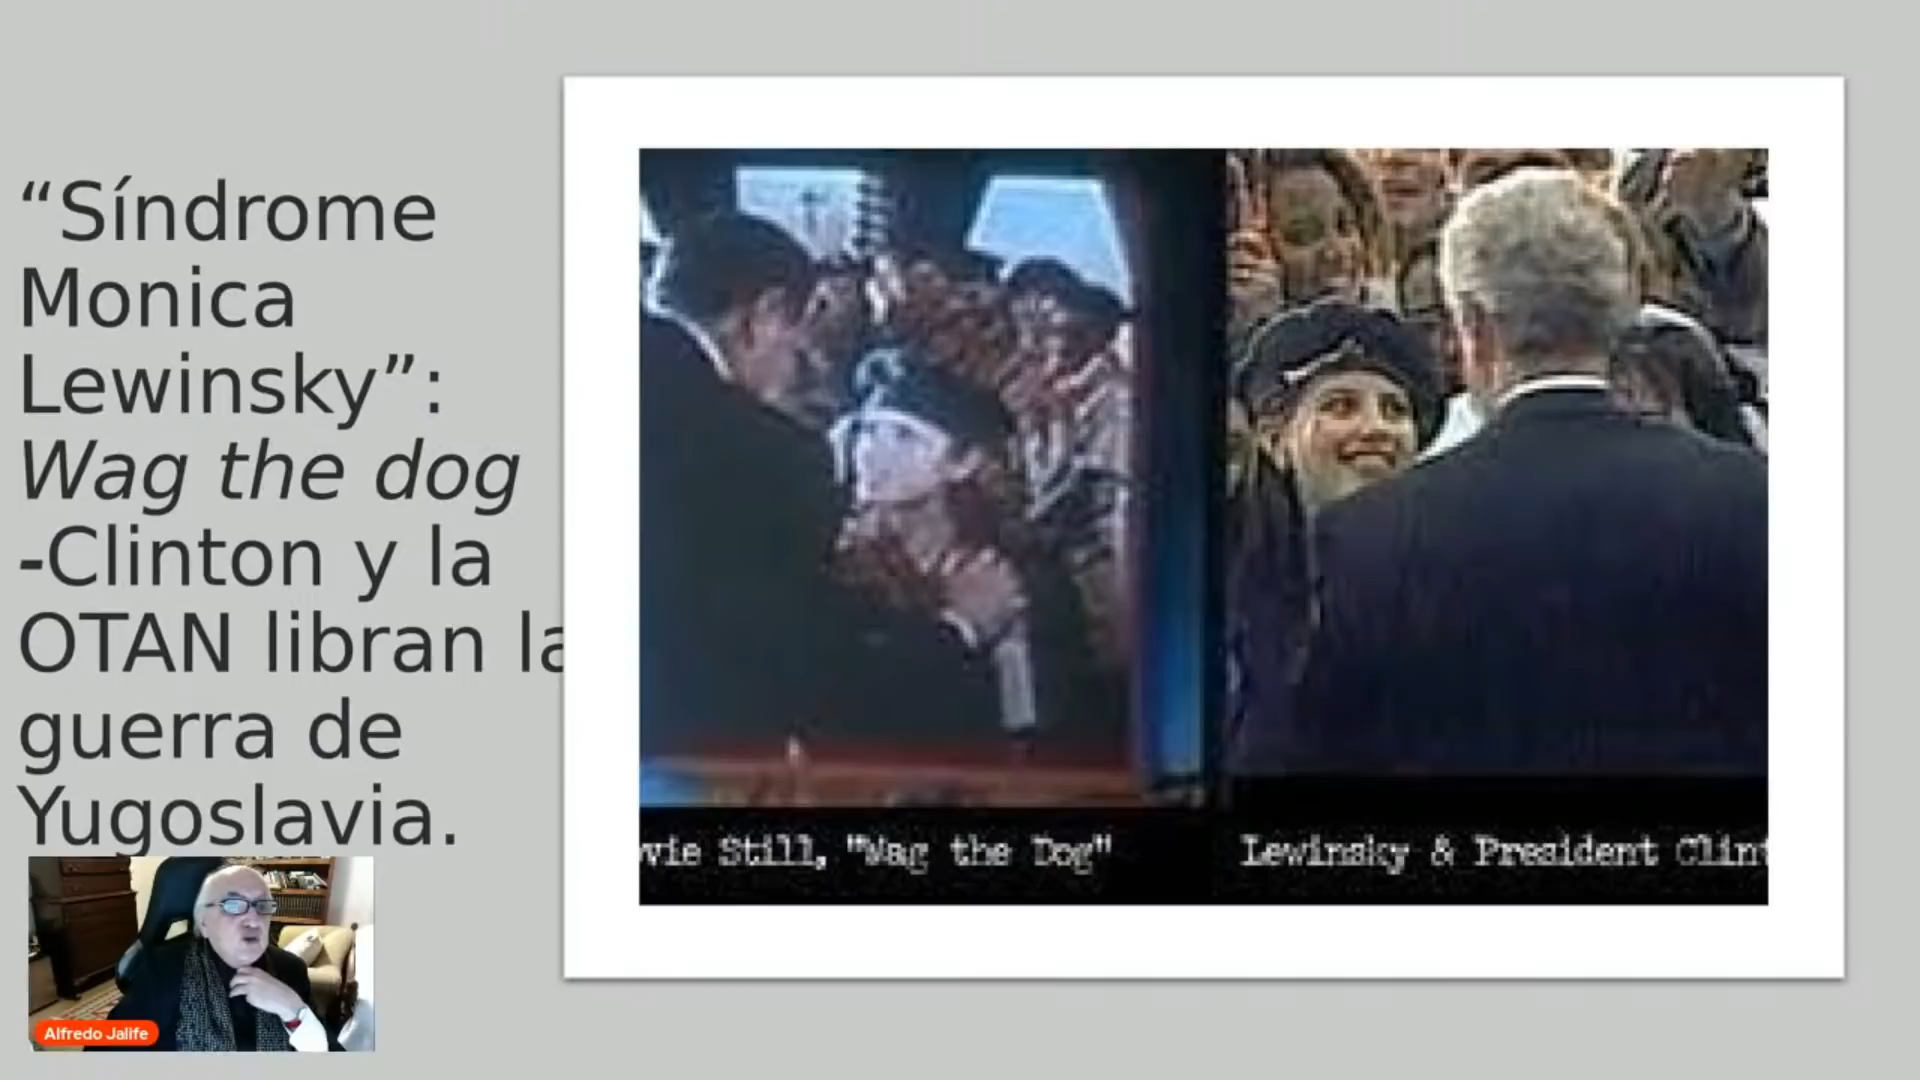 “Síndrome
Monica
Lewinsky”:
Wag the dog
-Clinton y la
OTAN libran la
guerra de
Yugoslavia.
vie Still, "Wag the Dog"
Lewinsky & President Clint
Alfredo Jalife